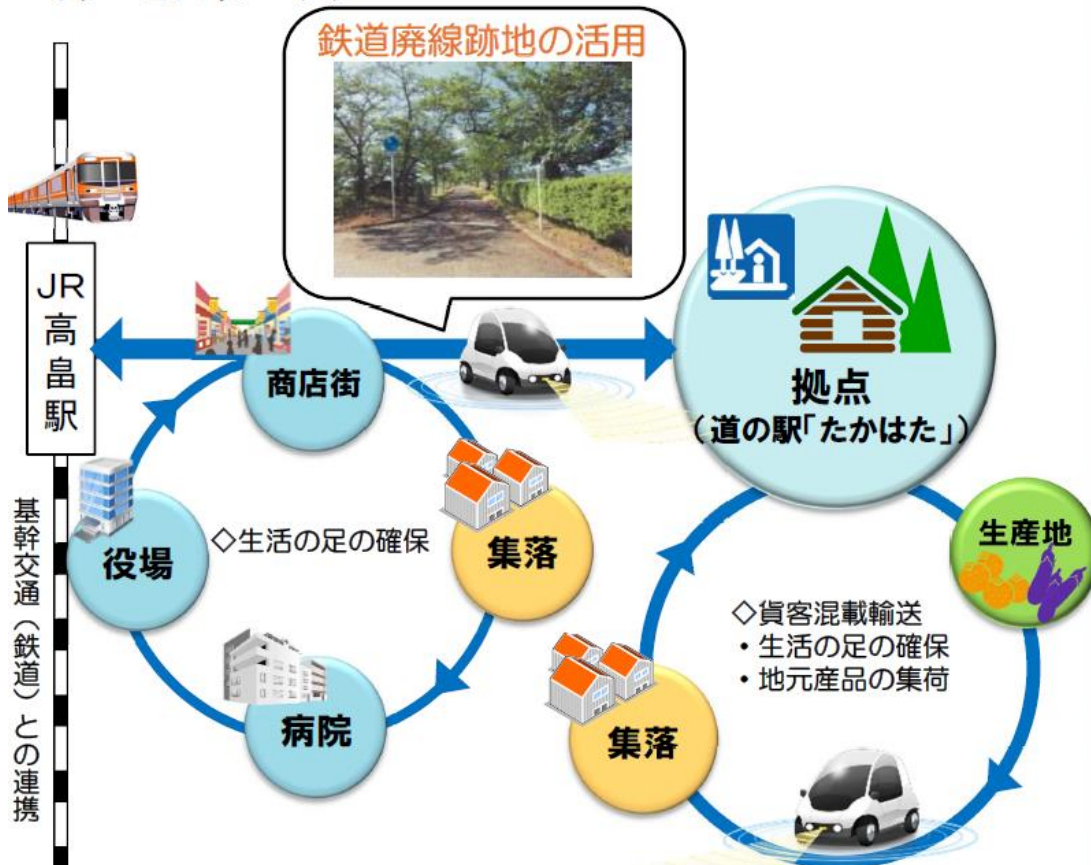 鉄道廃線跡地の活用
JR高畠駅
商店街
拠点
(道の駅「たかはた」)
生産地
役場
◇生活の足の確保
集落
◇貨客混載輸送
・生活の足の確保
・地元産品の集荷
病院
集落
基幹交通(鉄道)との連携